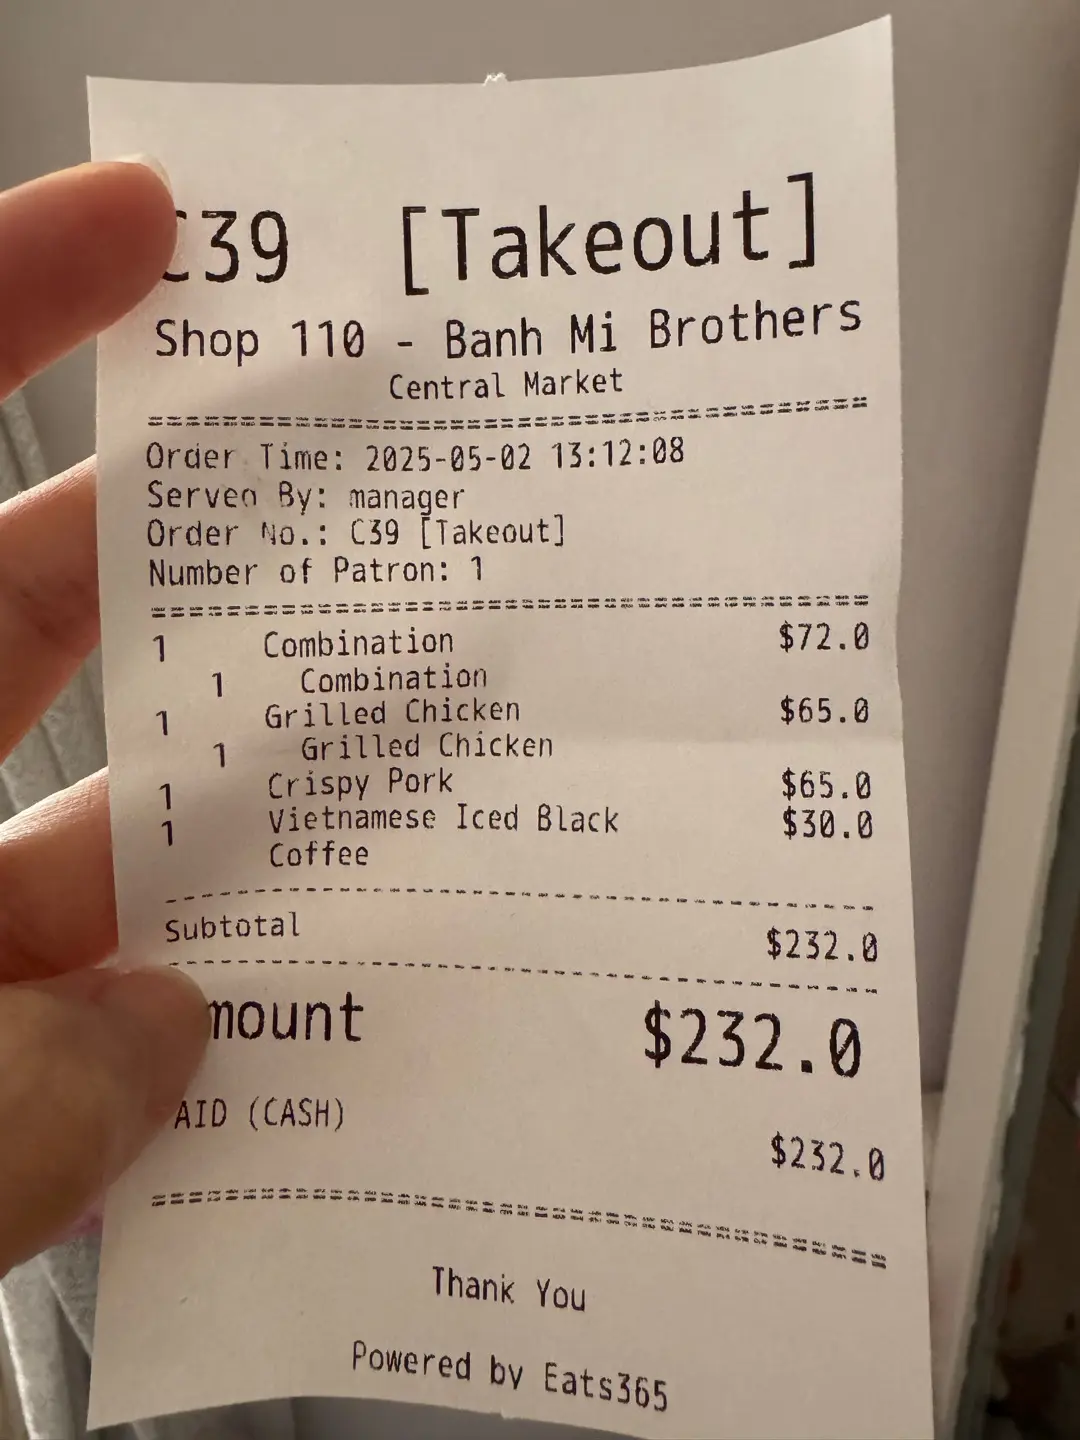 C39 [Takeout]
Shop 110 - Banh Mi Brothers
Central Market
Order Time: 2025-05-02 13:12:08
Served By: manager
Order No.: C39 [Takeout]
Number of Patron: 1
1 Combination $72.0
1 Combination
1 Grilled Chicken $65.0
1 Grilled Chicken
1 Crispy Pork $65.0
1 Vietnamese Iced Black $30.0
Coffee
Subtotal $232.0
mount $232.0
AID (CASH) $232.0
Thank You
Powered by Eats365